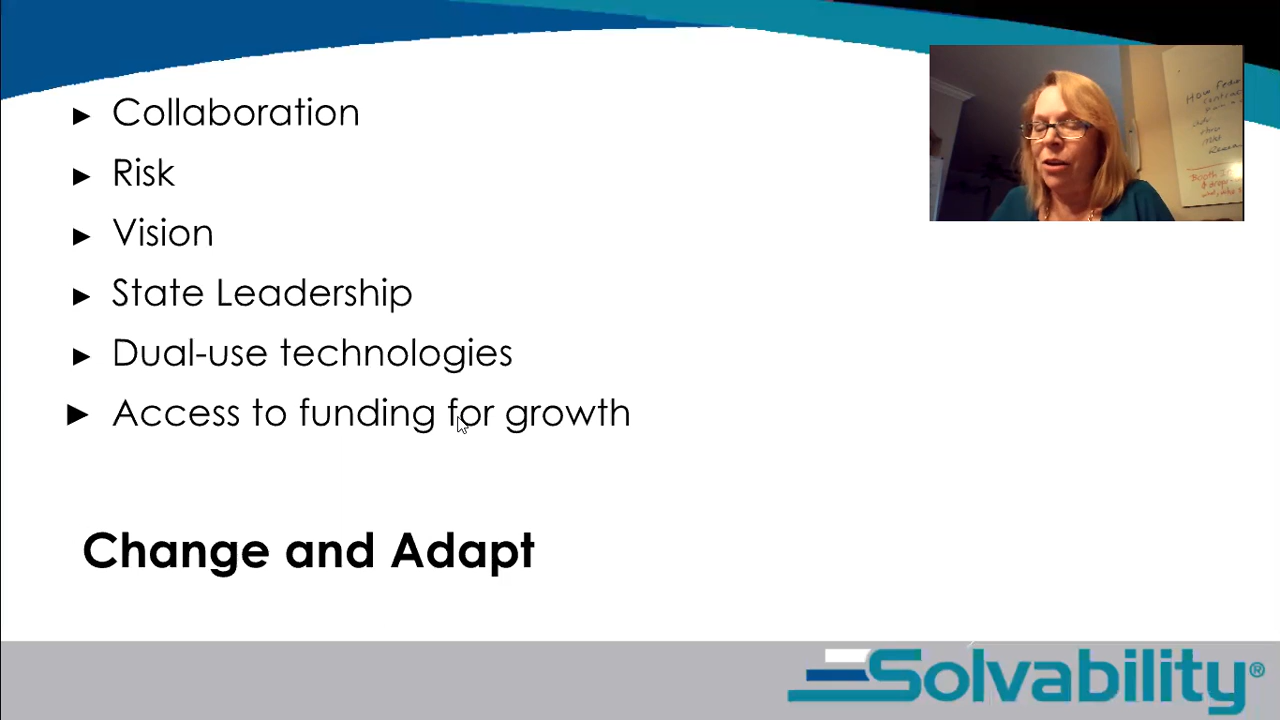 Collaboration
Risk
Vision
State Leadership
Dual-use technologies
Access to funding for growth
Change and Adapt
Solvability®